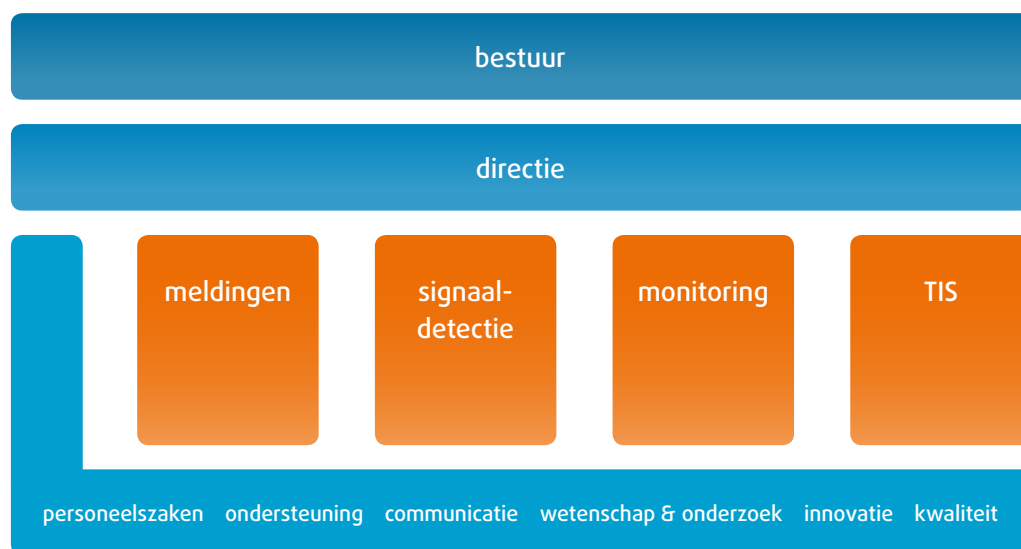 bestuur
directie
meldingen
signaal-
detectie
monitoring
TIS
personeelszaken ondersteuning communicatie wetenschap & onderzoek innovatie kwaliteit